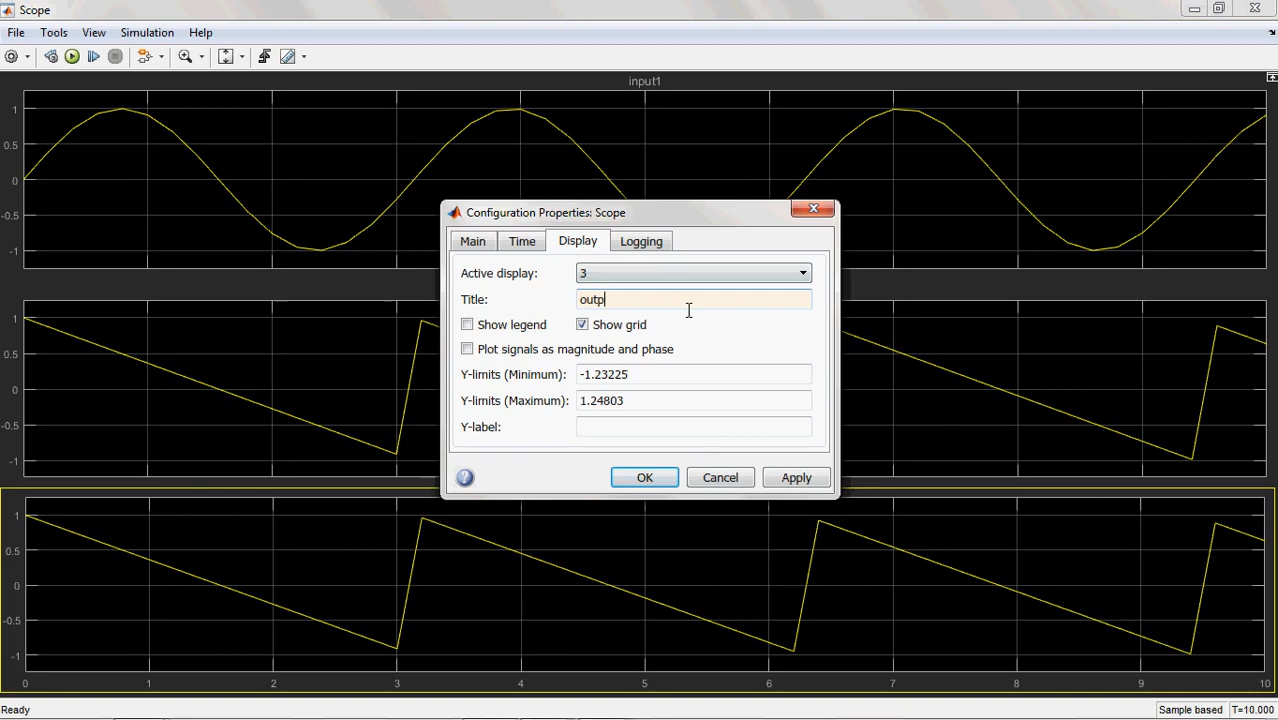 Scope
File Tools View Simulation Help
input1
1
0.5
0
-0.5
-1
1
0.5
0
-0.5
-1
1
0.5
0
-0.5
-1
0 1 2 3 4 5 6 7 8 9 10
Configuration Properties: Scope
Main Time Display Logging
Active display: 3
Title: outp
Show legend Show grid
Plot signals as magnitude and phase
Y-limits (Minimum): -1.23225
Y-limits (Maximum): 1.24803
Y-label:
OK Cancel Apply
Ready Sample based T=10.000